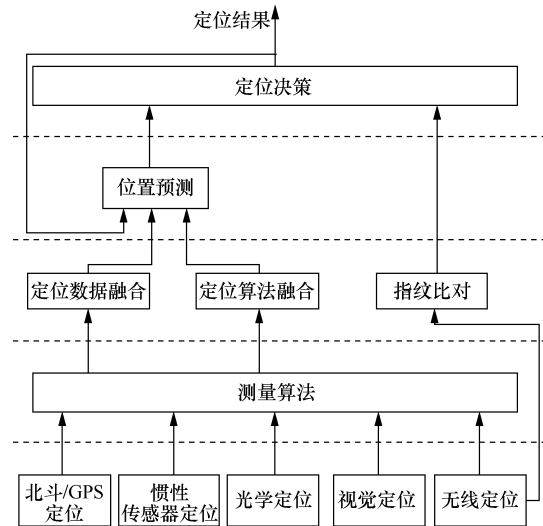 定位结果
定位决策
位置预测
定位数据融合
定位算法融合
指纹比对
测量算法
北斗/GPS
定位
惯性
传感器定位
光学定位
视觉定位
无线定位